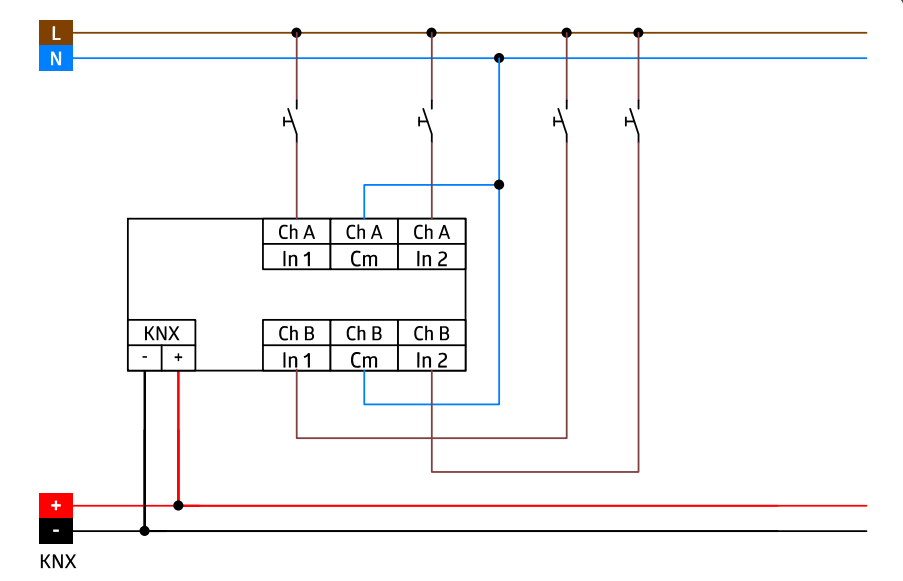 L
N
Ch A Ch A Ch A
In 1 Cm In 2
KNX Ch B Ch B Ch B
- + In 1 Cm In 2
+
-
KNX